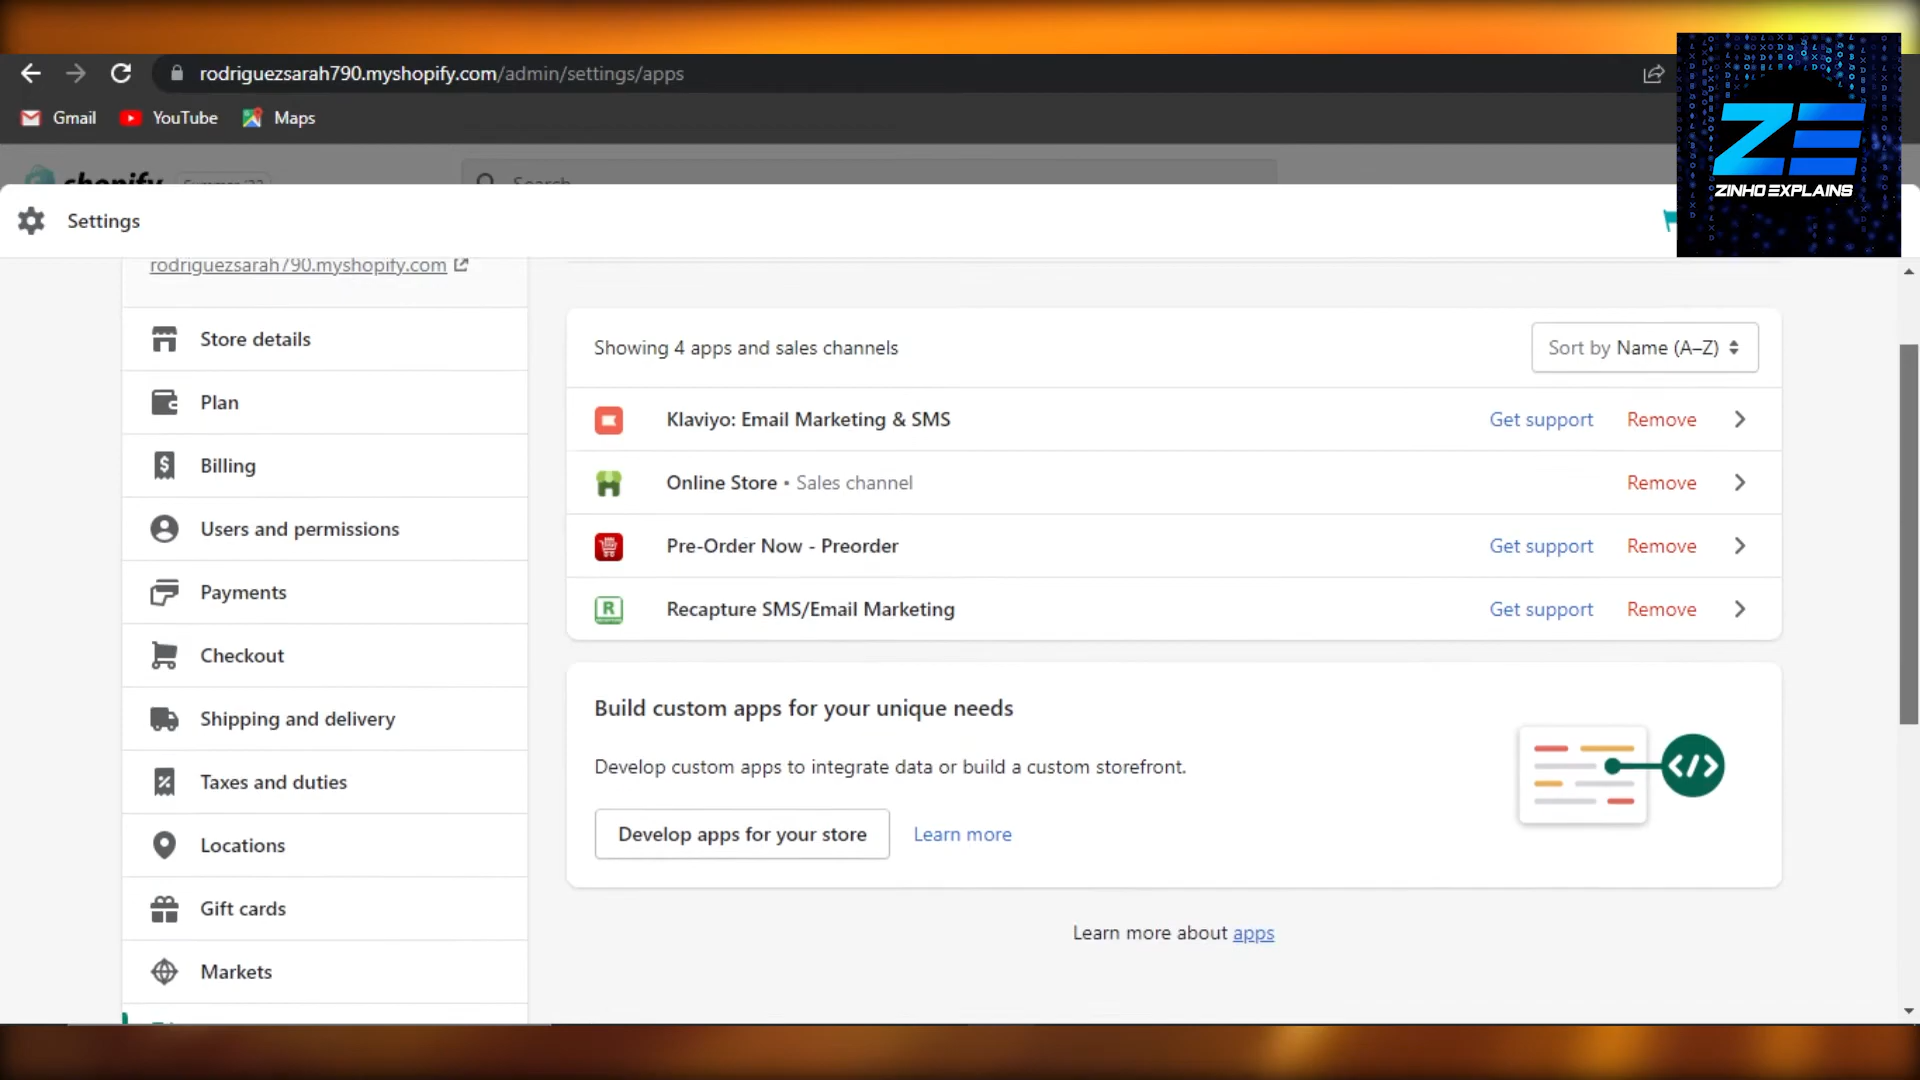 rodriguezsarah790.myshopify.com/admin/settings/apps
Gmail
YouTube
Maps
shopify
Summer '22
Search
ZE
ZINHO EXPLAINS
Settings
rodriguezsarah790.myshopify.com
Store details
Plan
Billing
Users and permissions
Payments
Checkout
Shipping and delivery
Taxes and duties
Locations
Gift cards
Markets
Showing 4 apps and sales channels
Sort by Name (A–Z)
Klaviyo: Email Marketing & SMS
Get support
Remove
Online Store • Sales channel
Remove
Pre-Order Now - Preorder
Get support
Remove
R
Recapture SMS/Email Marketing
Get support
Remove
Build custom apps for your unique needs
Develop custom apps to integrate data or build a custom storefront.
Develop apps for your store
Learn more
Learn more about apps